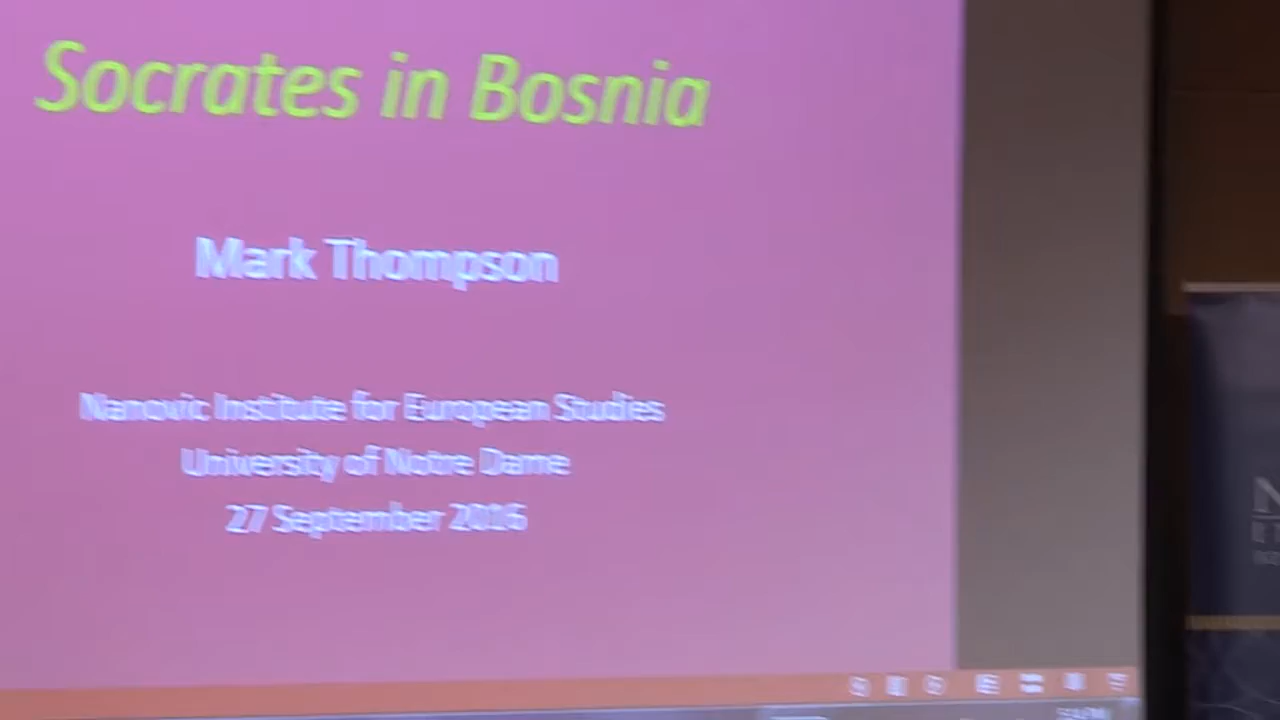 Socrates in Bosnia
Mark Thompson
Nanovic Institute for European Studies
University of Notre Dame
27 September 2016